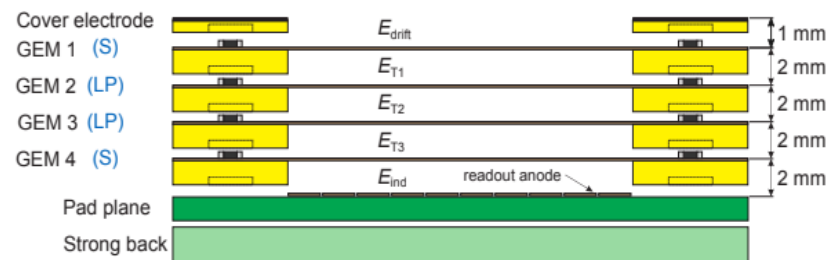 Cover electrode
E_drift
1 mm
GEM 1 (S)
E_T1
2 mm
GEM 2 (LP)
E_T2
2 mm
GEM 3 (LP)
E_T3
2 mm
GEM 4 (S)
E_ind
readout anode
2 mm
Pad plane
Strong back